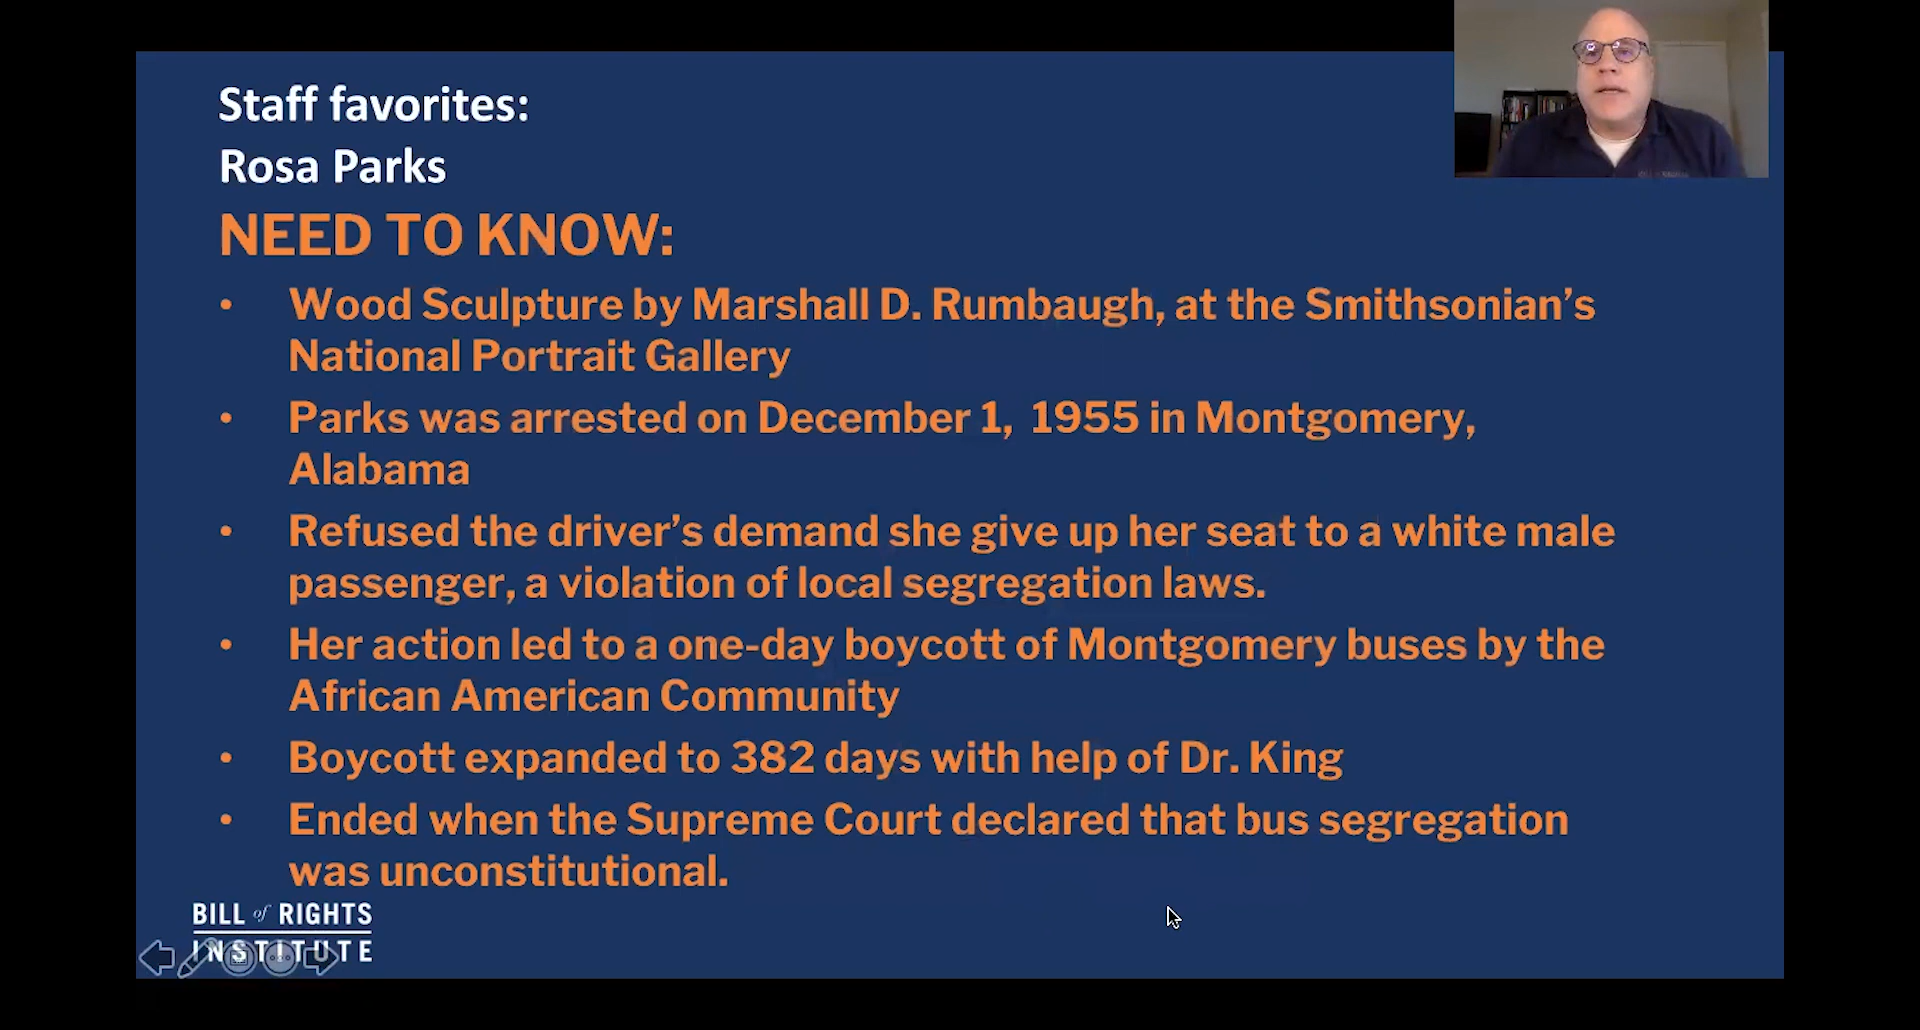 Staff favorites:
Rosa Parks
NEED TO KNOW:
• Wood Sculpture by Marshall D. Rumbaugh, at the Smithsonian’s
National Portrait Gallery
• Parks was arrested on December 1,  1955 in Montgomery,
Alabama
• Refused the driver’s demand she give up her seat to a white male
passenger, a violation of local segregation laws.
• Her action led to a one-day boycott of Montgomery buses by the
African American Community
• Boycott expanded to 382 days with help of Dr. King
• Ended when the Supreme Court declared that bus segregation
was unconstitutional.
BILL of RIGHTS
INSTITUTE